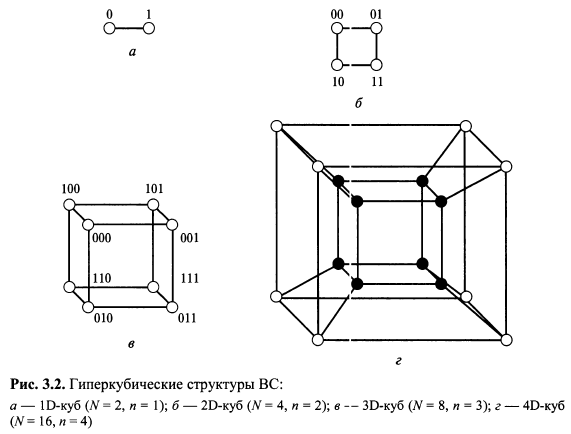 0 1
а
00 01
10 11
б
100 101
000 001
110 111
010 011
в
г
Рис. 3.2. Гиперкубические структуры ВС:
а — 1D-куб (N = 2, n = 1); б — 2D-куб (N = 4, n = 2); в -- 3D-куб (N = 8, n = 3); г — 4D-куб
(N = 16, n = 4)